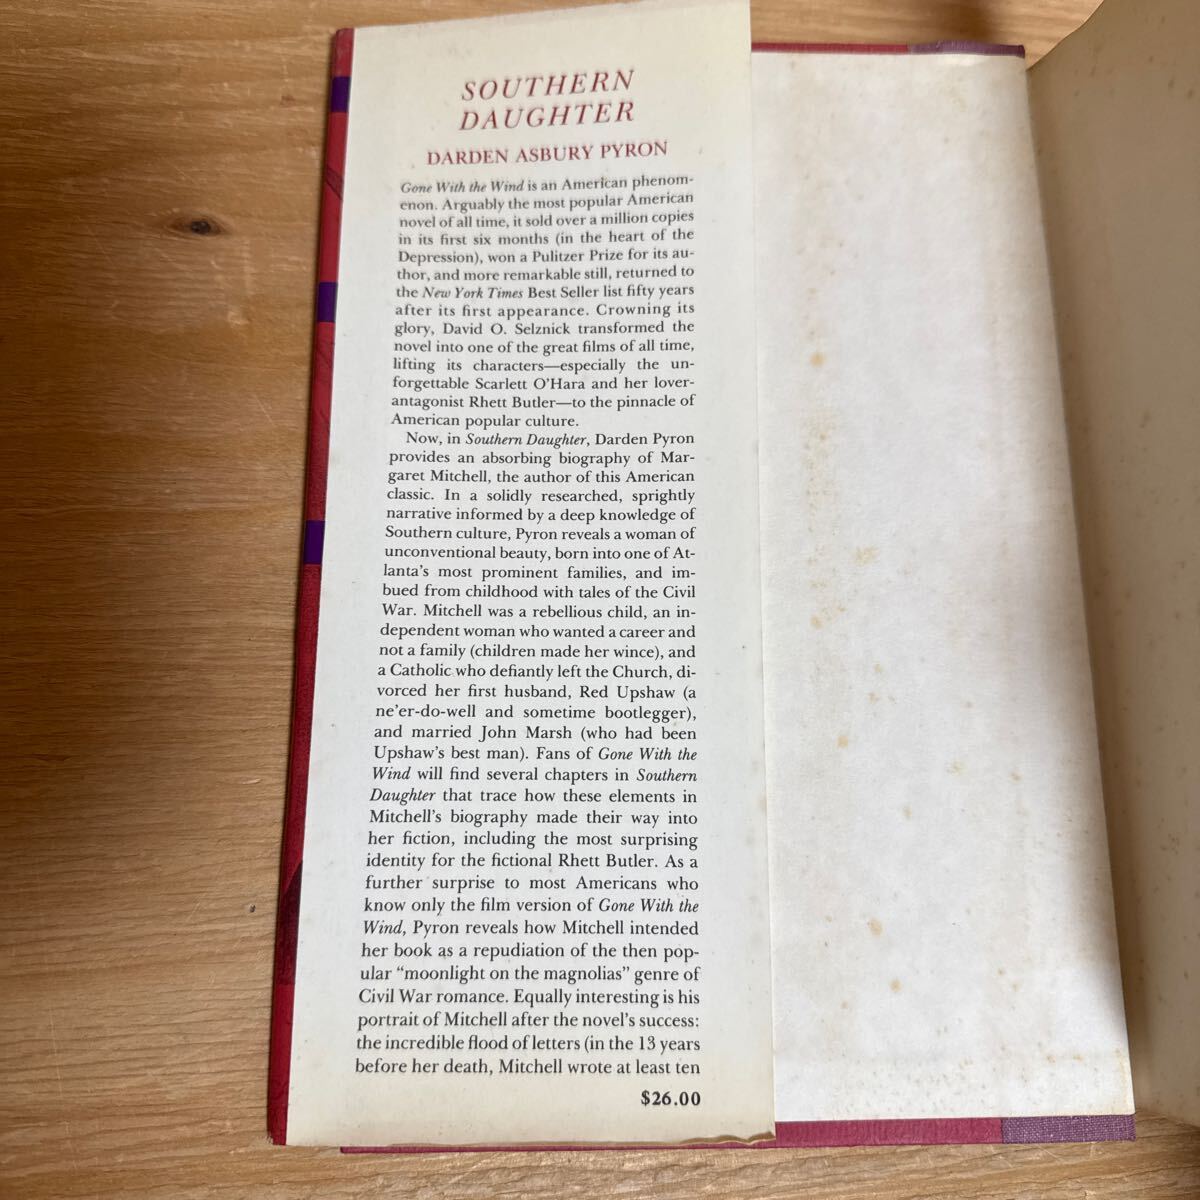 SOUTHERN
DAUGHTER
DARDEN ASBURY PYRON
Gone With the Wind is an American phenom-
enon. Arguably the most popular American
novel of all time, it sold over a million copies
in its first six months (in the heart of the
Depression), won a Pulitzer Prize for its au-
thor, and more remarkable still, returned to
the New York Times Best Seller list fifty years
after its first appearance. Crowning its
glory, David O. Selznick transformed the
novel into one of the great films of all time,
lifting its characters—especially the un-
forgettable Scarlett O'Hara and her lover-
antagonist Rhett Butler—to the pinnacle of
American popular culture.
Now, in Southern Daughter, Darden Pyron
provides an absorbing biography of Mar-
garet Mitchell, the author of this American
classic. In a solidly researched, sprightly
narrative informed by a deep knowledge of
Southern culture, Pyron reveals a woman of
unconventional beauty, born into one of At-
lanta's most prominent families, and im-
bued from childhood with tales of the Civil
War. Mitchell was a rebellious child, an in-
dependent woman who wanted a career and
not a family (children made her wince), and
a Catholic who defiantly left the Church, di-
vorced her first husband, Red Upshaw (a
ne'er-do-well and sometime bootlegger),
and married John Marsh (who had been
Upshaw's best man). Fans of Gone With the
Wind will find several chapters in Southern
Daughter that trace how these elements in
Mitchell's biography made their way into
her fiction, including the most surprising
identity for the fictional Rhett Butler. As a
further surprise to most Americans who
know only the film version of Gone With the
Wind, Pyron reveals how Mitchell intended
her book as a repudiation of the then pop-
ular “moonlight on the magnolias” genre of
Civil War romance. Equally interesting is his
portrait of Mitchell after the novel's success:
the incredible flood of letters (in the 13 years
before her death, Mitchell wrote at least ten
$26.00